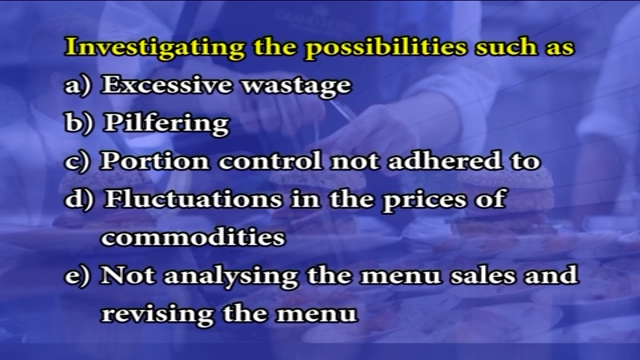 Investigating the possibilities such as
a) Excessive wastage
b) Pilfering
c) Portion control not adhered to
d) Fluctuations in the prices of
commodities
e) Not analysing the menu sales and
revising the menu